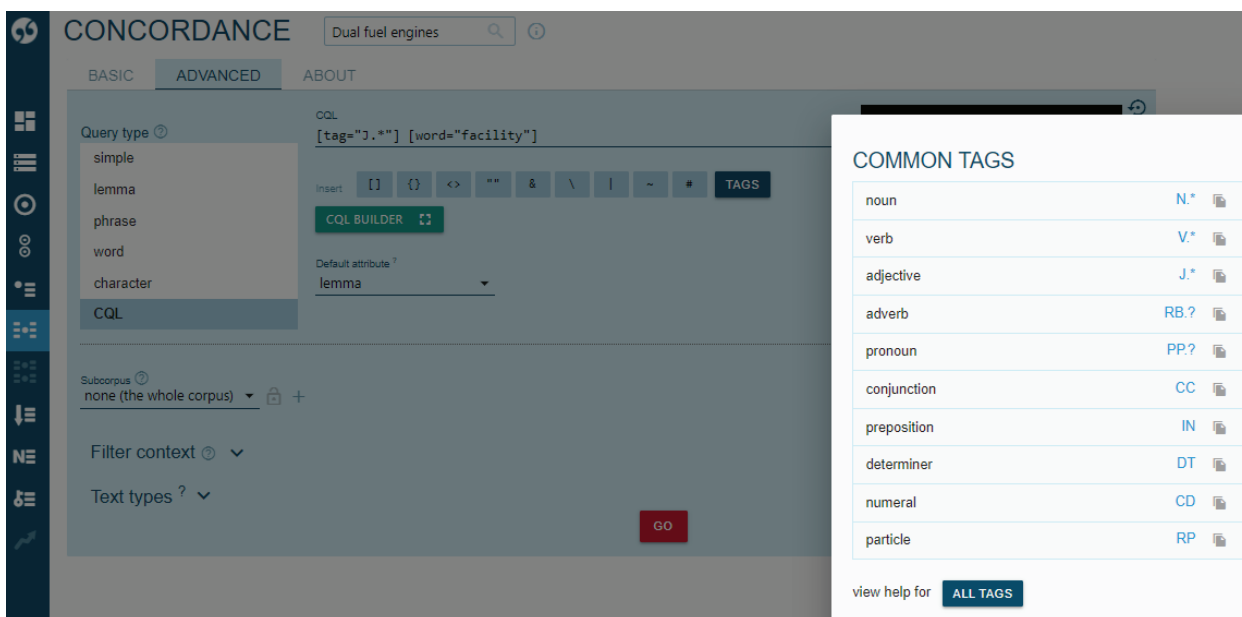 CONCORDANCE
Dual fuel engines
BASIC ADVANCED ABOUT
Query type ?
simple
lemma
phrase
word
character
CQL
CQL
[tag="J.*"] [word="facility"]
Insert [] {} <> "" & \ | ~ # TAGS
CQL BUILDER
Default attribute ?
lemma
Subcorpus ?
none (the whole corpus) +
Filter context ?
Text types ?
GO
COMMON TAGS
noun N.*
verb V.*
adjective J.*
adverb RB.?
pronoun PP.?
conjunction CC
preposition IN
determiner DT
numeral CD
particle RP
view help for ALL TAGS